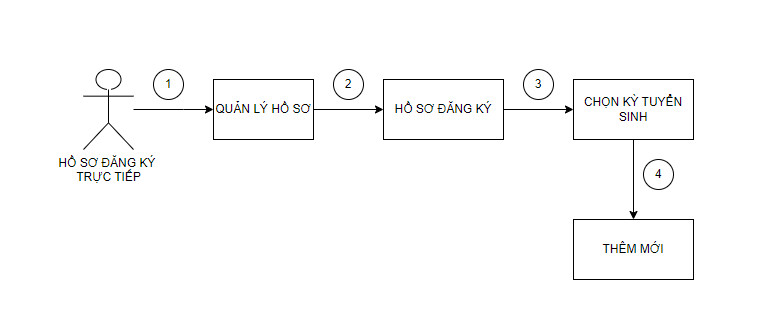 1
2
3
QUẢN LÝ HỒ SƠ
HỒ SƠ ĐĂNG KÝ
CHỌN KỲ TUYỂN
SINH
HỒ SƠ ĐĂNG KÝ
TRỰC TIẾP
4
THÊM MỚI